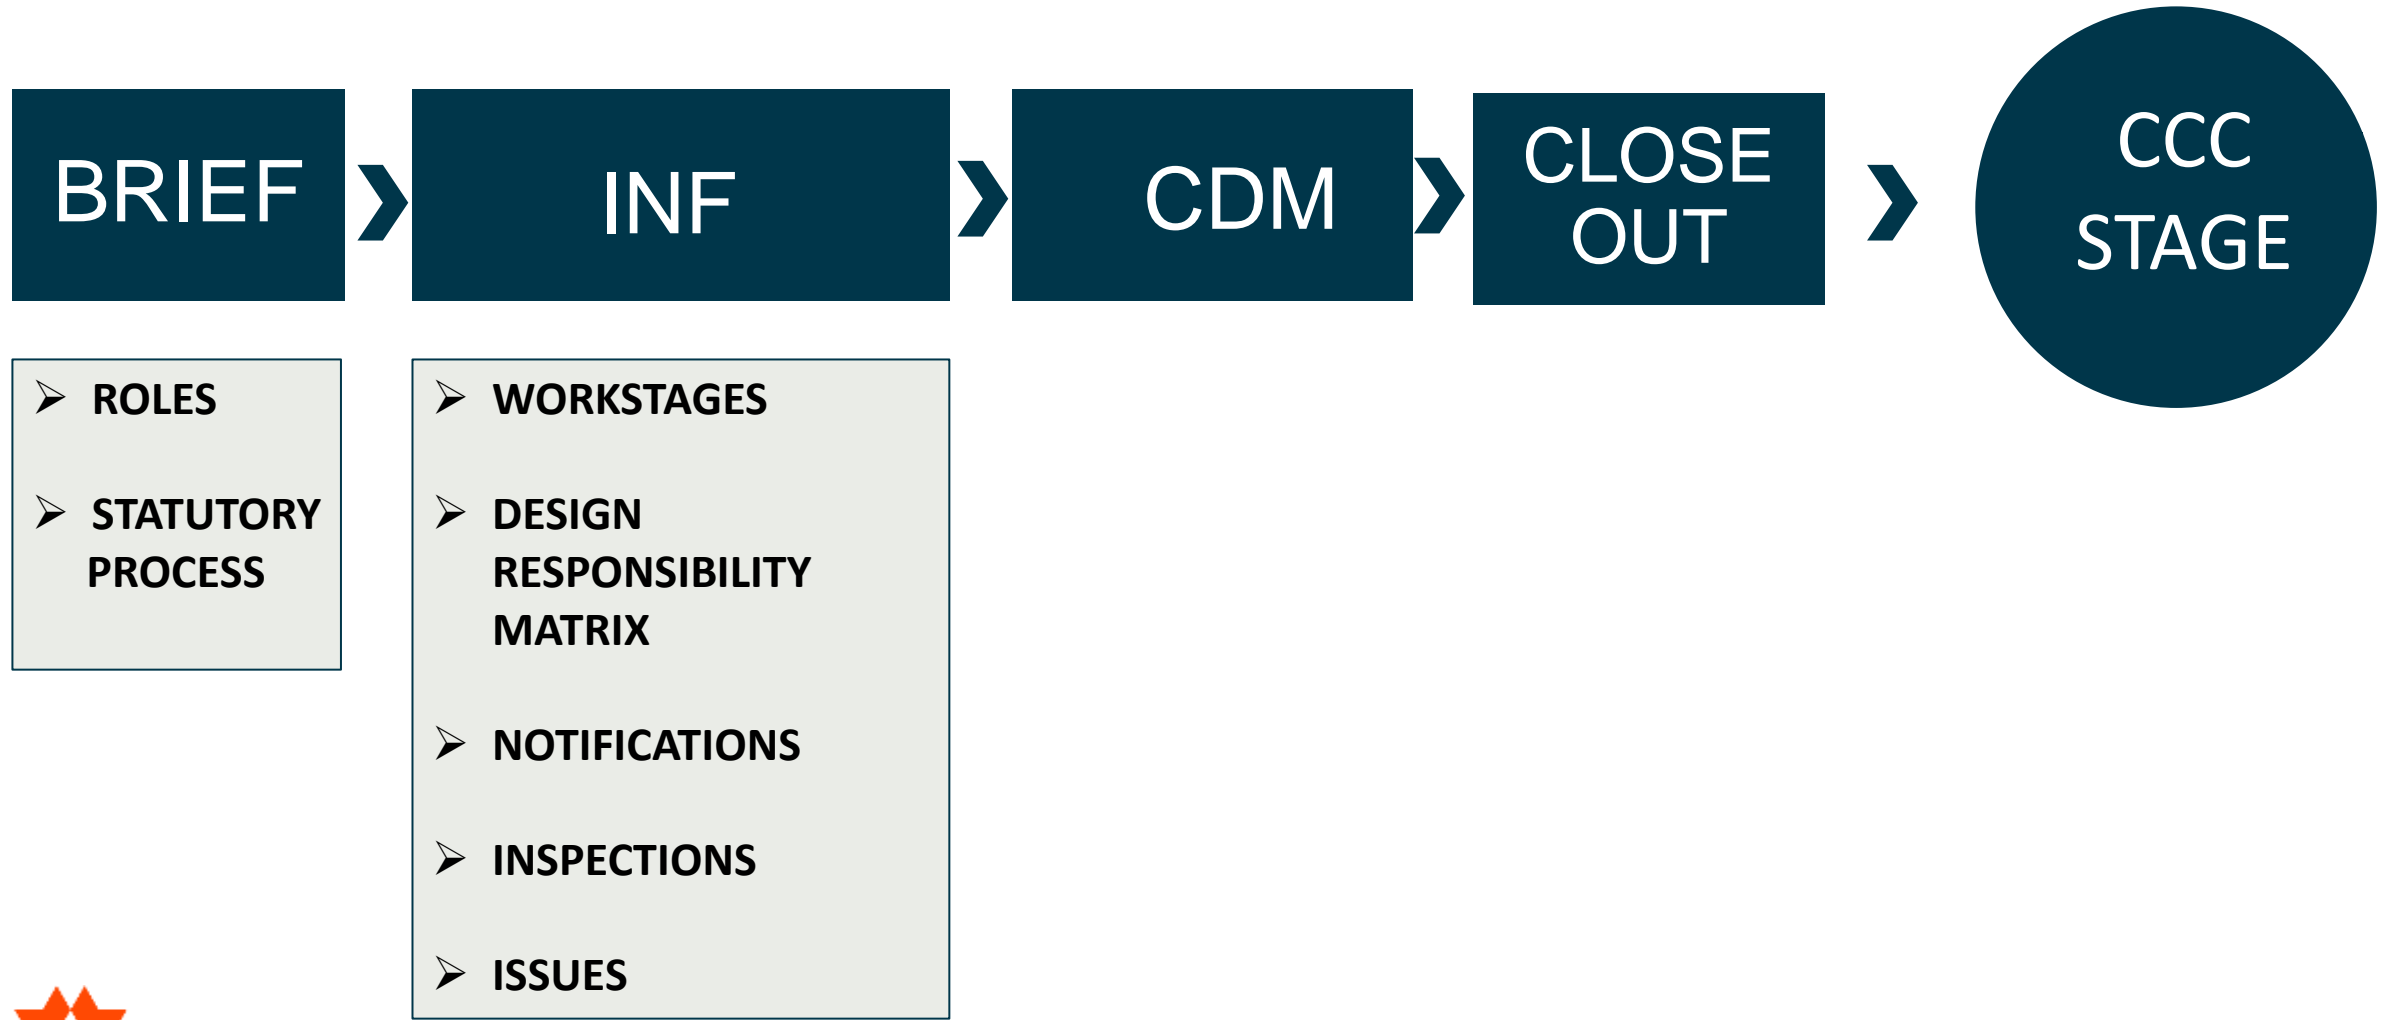 BRIEF
INF
CDM
CLOSE
OUT
CCC
STAGE
ROLES
STATUTORY
PROCESS
WORKSTAGES
DESIGN
RESPONSIBILITY
MATRIX
NOTIFICATIONS
INSPECTIONS
ISSUES